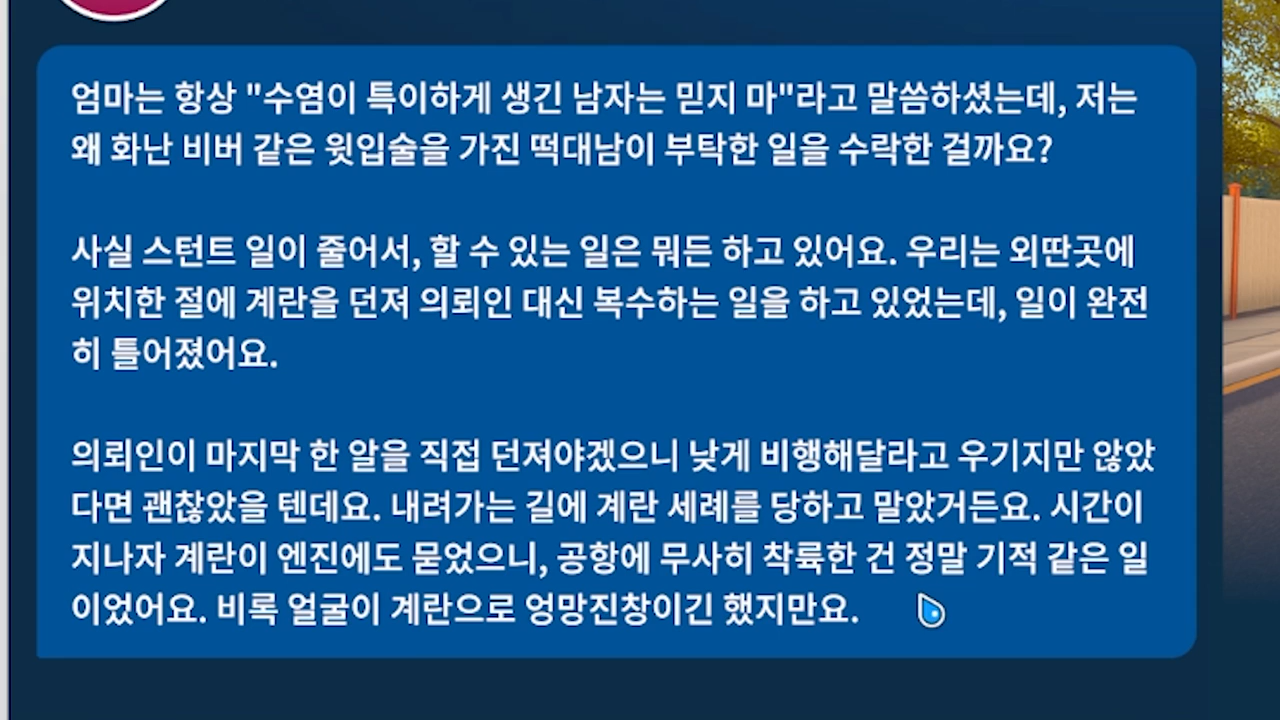 엄마는 항상 "수염이 특이하게 생긴 남자는 믿지 마"라고 말씀하셨는데, 저는
왜 화난 비버 같은 윗입술을 가진 떡대남이 부탁한 일을 수락한 걸까요?
사실 스턴트 일이 줄어서, 할 수 있는 일은 뭐든 하고 있어요. 우리는 외딴곳에
위치한 절에 계란을 던져 의뢰인 대신 복수하는 일을 하고 있었는데, 일이 완전
히 틀어졌어요.
의뢰인이 마지막 한 알을 직접 던져야겠으니 낮게 비행해달라고 우기지만 않았
다면 괜찮았을 텐데요. 내려가는 길에 계란 세례를 당하고 말았거든요. 시간이
지나자 계란이 엔진에도 묻었으니, 공항에 무사히 착륙한 건 정말 기적 같은 일
이었어요. 비록 얼굴이 계란으로 엉망진창이긴 했지만요.